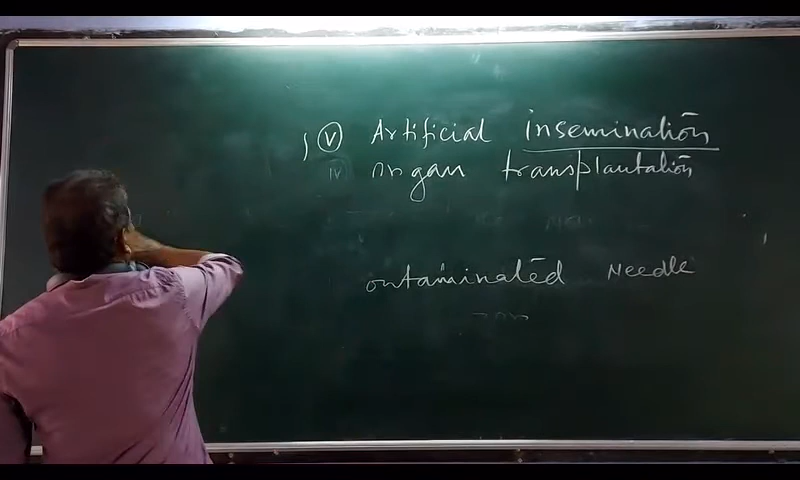 (v) Artificial insemination
(iv) organ transplantation
ontaminated Needle